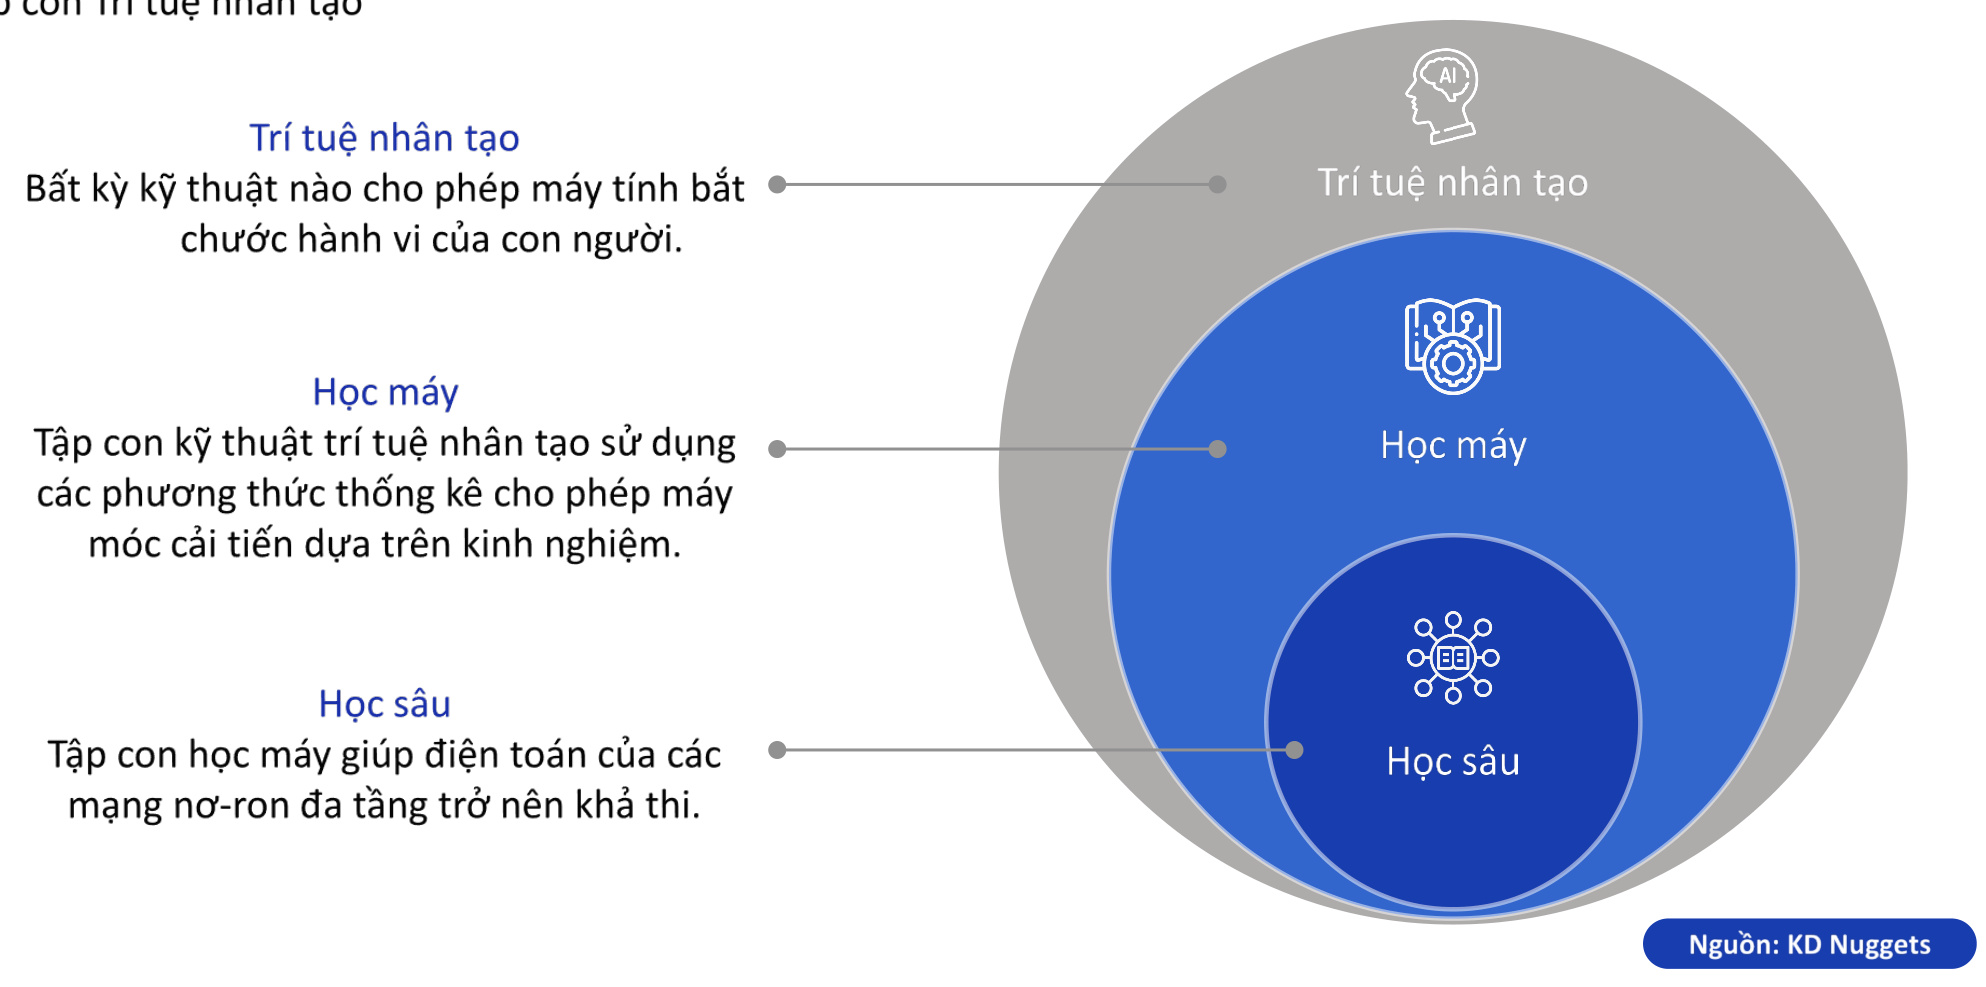 con Trí tuệ nhân tạo
Trí tuệ nhân tạo
Bất kỳ kỹ thuật nào cho phép máy tính bắt
chước hành vi của con người.
Học máy
Tập con kỹ thuật trí tuệ nhân tạo sử dụng
các phương thức thống kê cho phép máy
móc cải tiến dựa trên kinh nghiệm.
Học sâu
Tập con học máy giúp điện toán của các
mạng nơ-ron đa tầng trở nên khả thi.
AI
Trí tuệ nhân tạo
Học máy
Học sâu
Nguồn: KD Nuggets